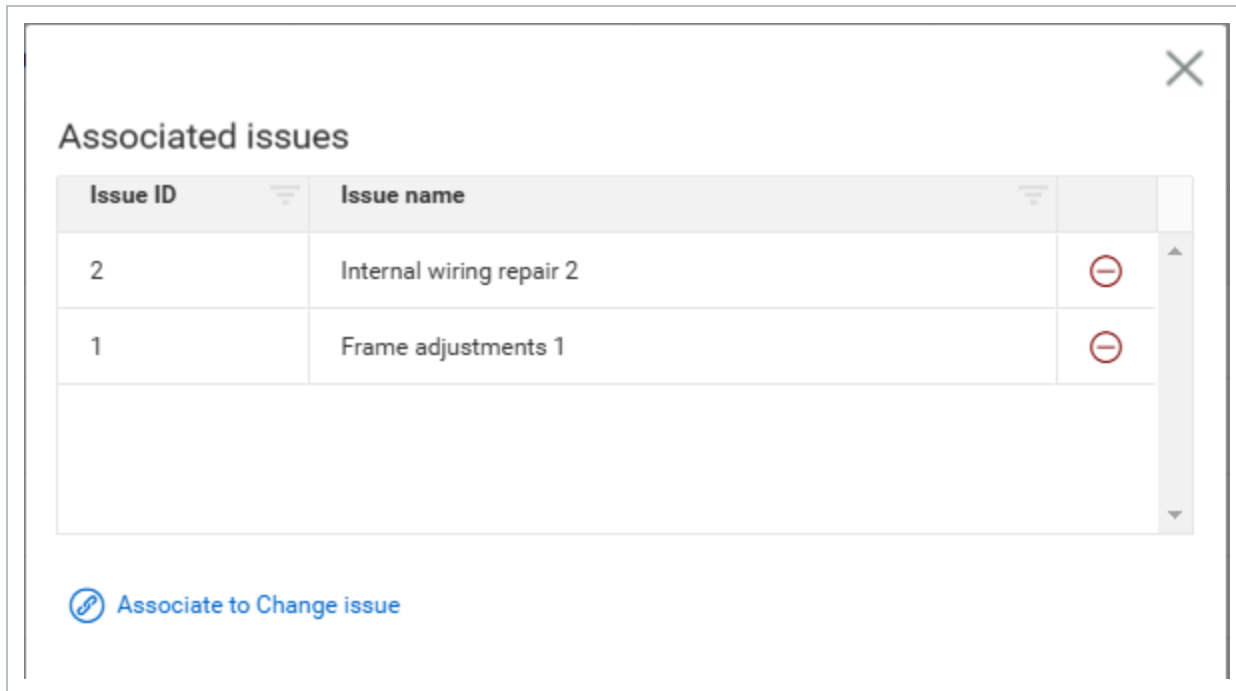 Associated issues
Issue ID Issue name
2 Internal wiring repair 2
1 Frame adjustments 1
Associate to Change issue